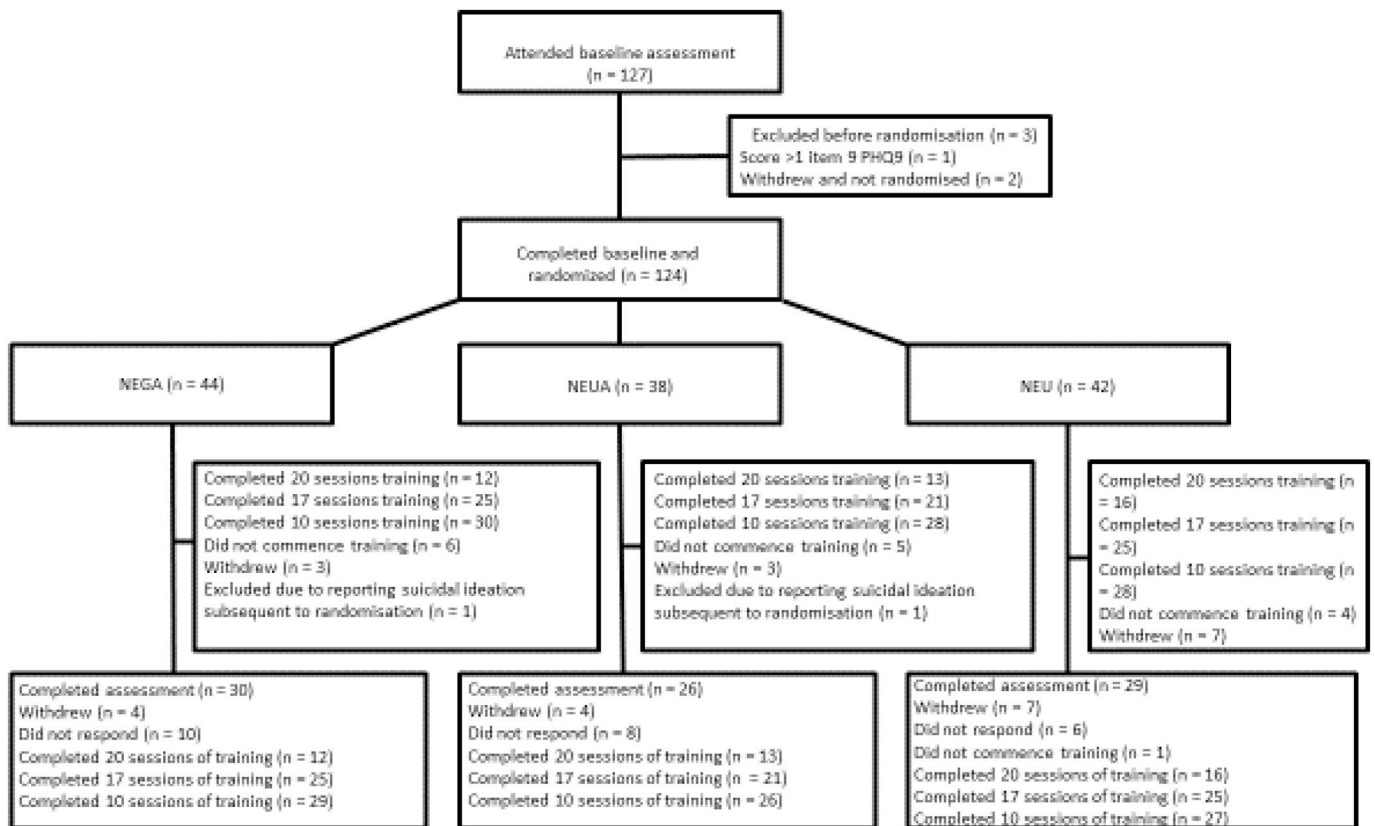 Attended baseline assessment
(n = 127)
Excluded before randomisation (n = 3)
Score >1 item 9 PHQ9 (n = 1)
Withdrew and not randomised (n = 2)
Completed baseline and
randomized (n = 124)
NEGA (n = 44)
NEUA (n = 38)
NEU (n = 42)
Completed 20 sessions training (n = 12)
Completed 17 sessions training (n = 25)
Completed 10 sessions training (n = 30)
Did not commence training (n = 6)
Withdrew (n = 3)
Excluded due to reporting suicidal ideation
subsequent to randomisation (n = 1)
Completed 20 sessions training (n = 13)
Completed 17 sessions training (n = 21)
Completed 10 sessions training (n = 28)
Did not commence training (n = 5)
Withdrew (n = 3)
Excluded due to reporting suicidal ideation
subsequent to randomisation (n = 1)
Completed 20 sessions training (n
= 16)
Completed 17 sessions training (n
= 25)
Completed 10 sessions training (n
= 28)
Did not commence training (n = 4)
Withdrew (n = 7)
Completed assessment (n = 30)
Withdrew (n = 4)
Did not respond (n = 10)
Completed 20 sessions of training (n = 12)
Completed 17 sessions of training (n = 25)
Completed 10 sessions of training (n = 29)
Completed assessment (n = 26)
Withdrew (n = 4)
Did not respond (n = 8)
Completed 20 sessions of training (n = 13)
Completed 17 sessions of training (n = 21)
Completed 10 sessions of training (n = 26)
Completed assessment (n = 29)
Withdrew (n = 7)
Did not respond (n = 6)
Did not commence training (n = 1)
Completed 20 sessions of training (n = 16)
Completed 17 sessions of training (n = 25)
Completed 10 sessions of training (n = 27)